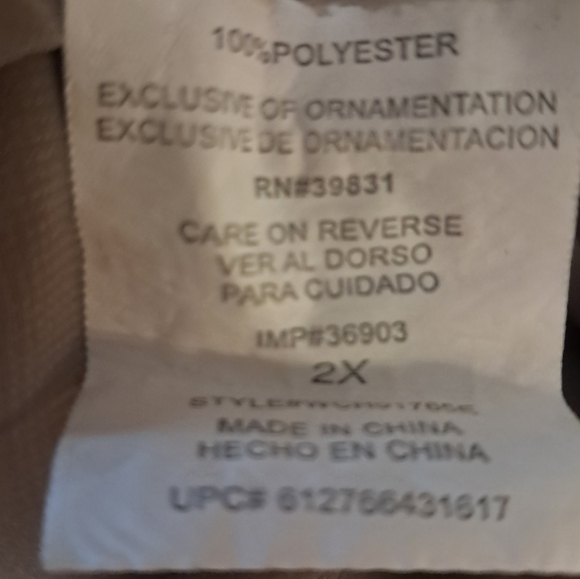 100%POLYESTER
EXCLUSIVE OF ORNAMENTATION
EXCLUSIVE DE ORNAMENTACION
RN#39831
CARE ON REVERSE
VER AL DORSO
PARA CUIDADO
IMP#36903
2X
MADE IN CHINA
HECHO EN CHINA
UPC# 612766431617